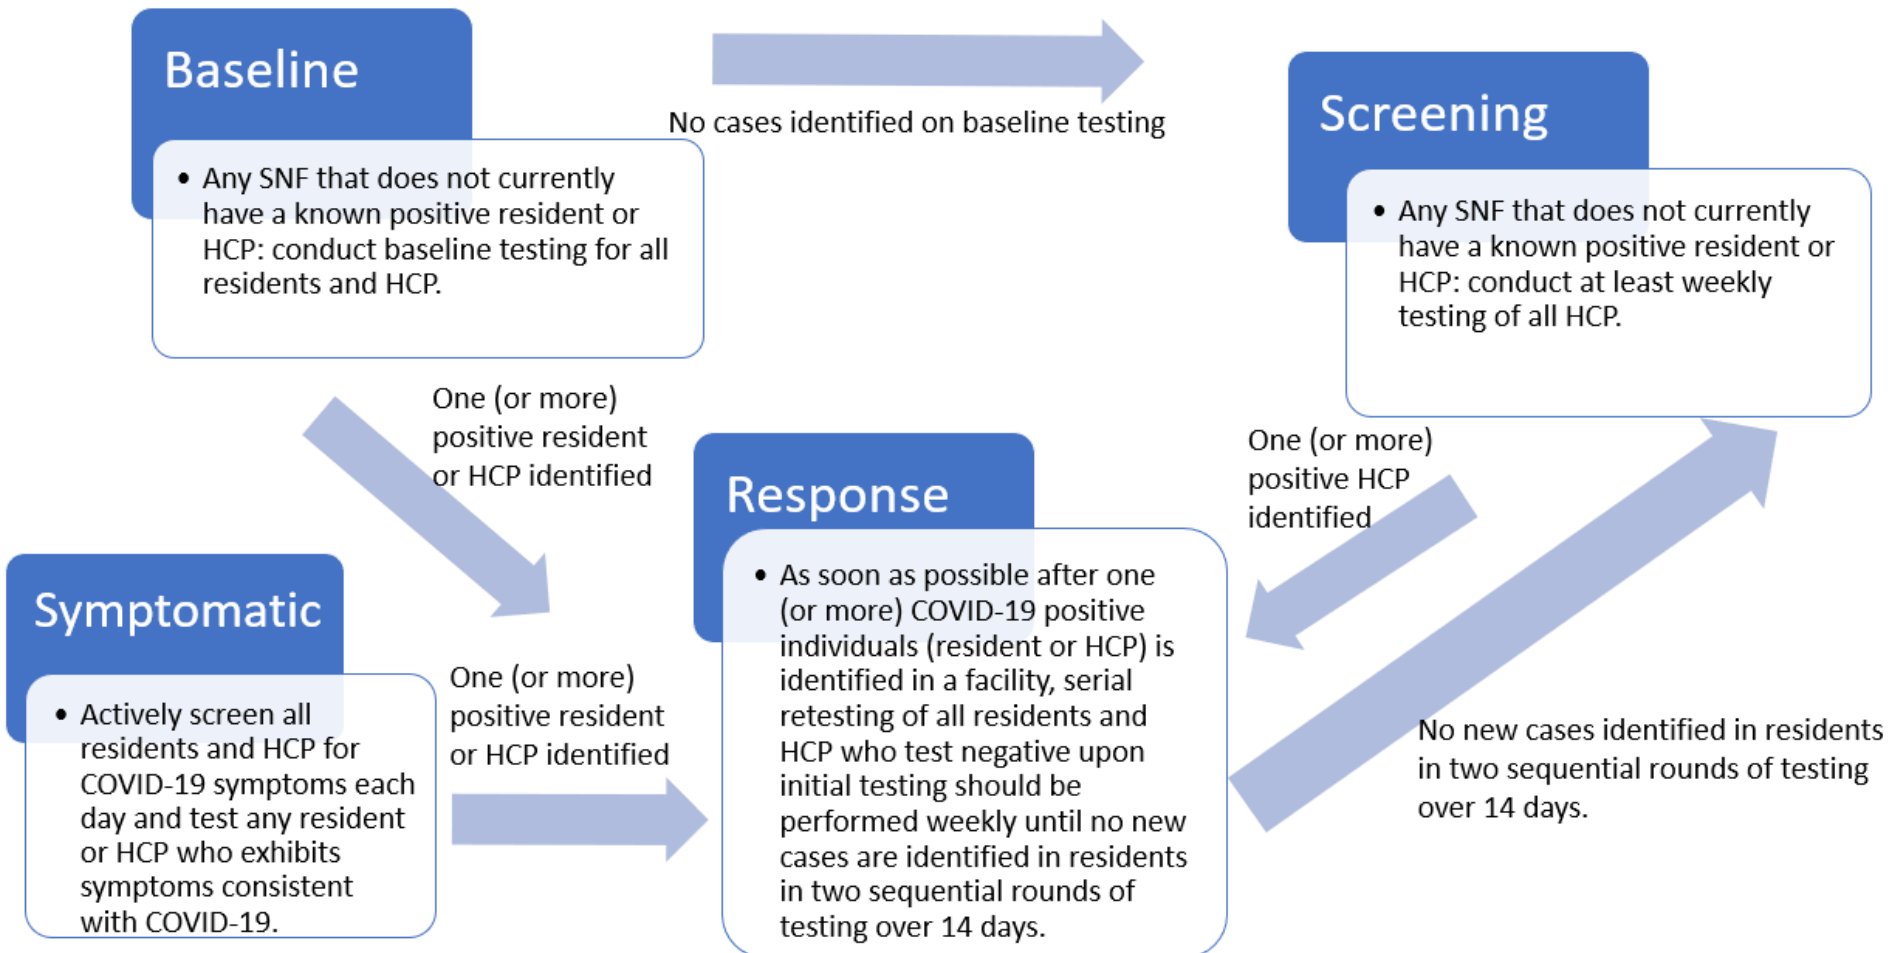 Baseline
• Any SNF that does not currently
have a known positive resident or
HCP: conduct baseline testing for all
residents and HCP.
No cases identified on baseline testing
Screening
• Any SNF that does not currently
have a known positive resident or
HCP: conduct at least weekly
testing of all HCP.
One (or more)
positive resident
or HCP identified
Symptomatic
• Actively screen all
residents and HCP for
COVID-19 symptoms each
day and test any resident
or HCP who exhibits
symptoms consistent
with COVID-19.
One (or more)
positive resident
or HCP identified
Response
• As soon as possible after one
(or more) COVID-19 positive
individuals (resident or HCP) is
identified in a facility, serial
retesting of all residents and
HCP who test negative upon
initial testing should be
performed weekly until no new
cases are identified in residents
in two sequential rounds of
testing over 14 days.
One (or more)
positive HCP
identified
No new cases identified in residents
in two sequential rounds of testing
over 14 days.